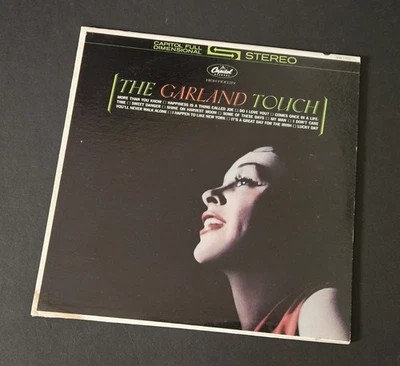 CAPITOL FULL
DIMENSIONAL
STEREO
Capitol
RECORDS
HIGH FIDELITY
[THE GARLAND TOUCH]
MORE THAN YOU KNOW [] HAPPINESS IS A THING CALLED JOE [] DO I LOVE YOU? [] COMES ONCE IN A LIFE-
TIME [] SWEET DANGER [] SHINE ON HARVEST MOON [] SOME OF THESE DAYS [] MY MAN [] I DON'T CARE
YOU'LL NEVER WALK ALONE [] I HAPPEN TO LIKE NEW YORK [] IT'S A GREAT DAY FOR THE IRISH [] LUCKY DAY